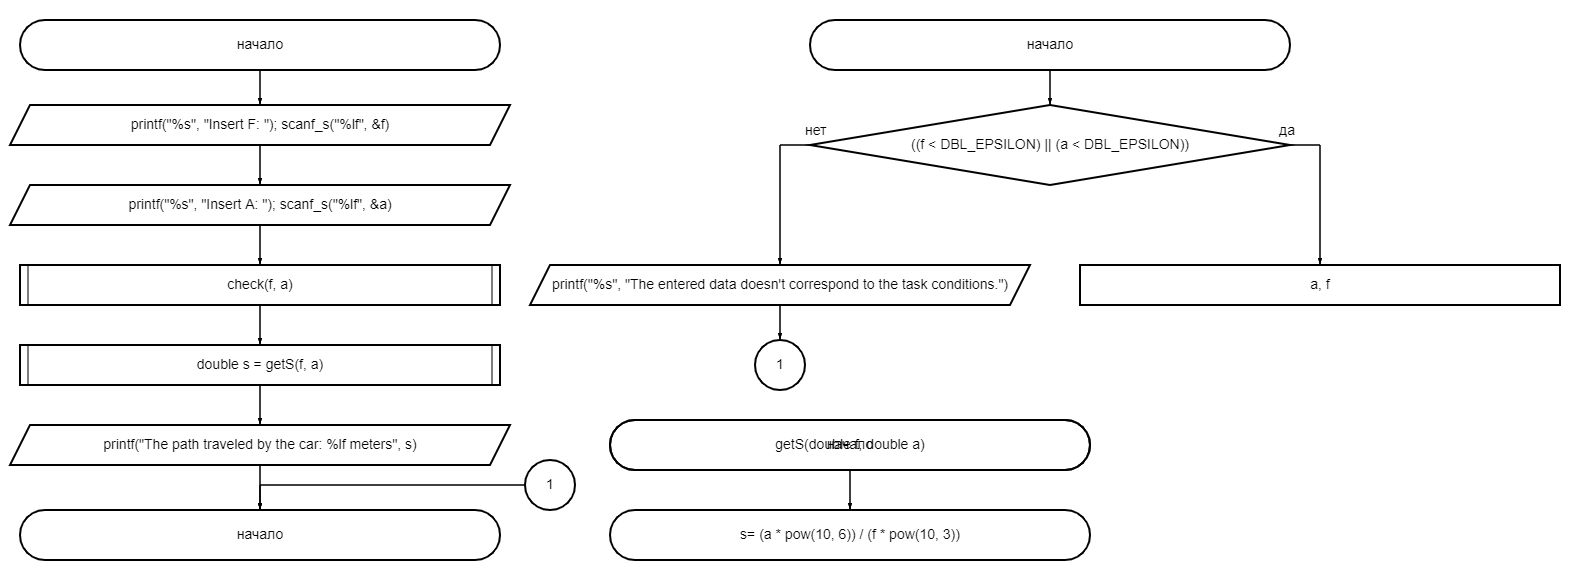 начало
printf("%s", "Insert F: "); scanf_s("%lf", &f)
printf("%s", "Insert A: "); scanf_s("%lf", &a)
check(f, a)
double s = getS(f, a)
printf("The path traveled by the car: %lf meters", s)
1
начало
начало
((f < DBL_EPSILON) || (a < DBL_EPSILON))
нет
да
printf("%s", "The entered data doesn't correspond to the task conditions.")
a, f
1
getS(double f, double a)
начало
s= (a * pow(10, 6)) / (f * pow(10, 3))